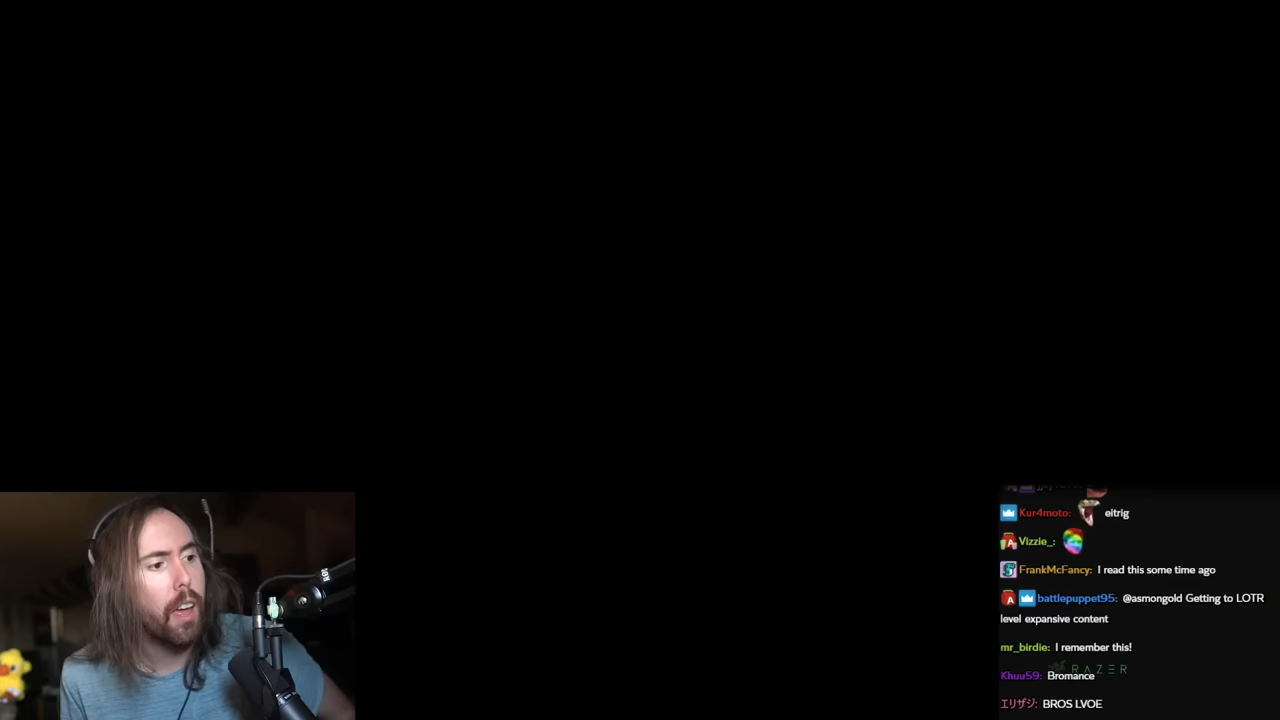 Kur4moto: eitrig
Vizzie_:
FrankMcFancy: I read this some time ago
battlepuppet95: @asmongold Getting to LOTR
level expansive content
mr_birdie: I remember this!
RAZER
Khuu59: Bromance
エリザジ: BROS LVOE